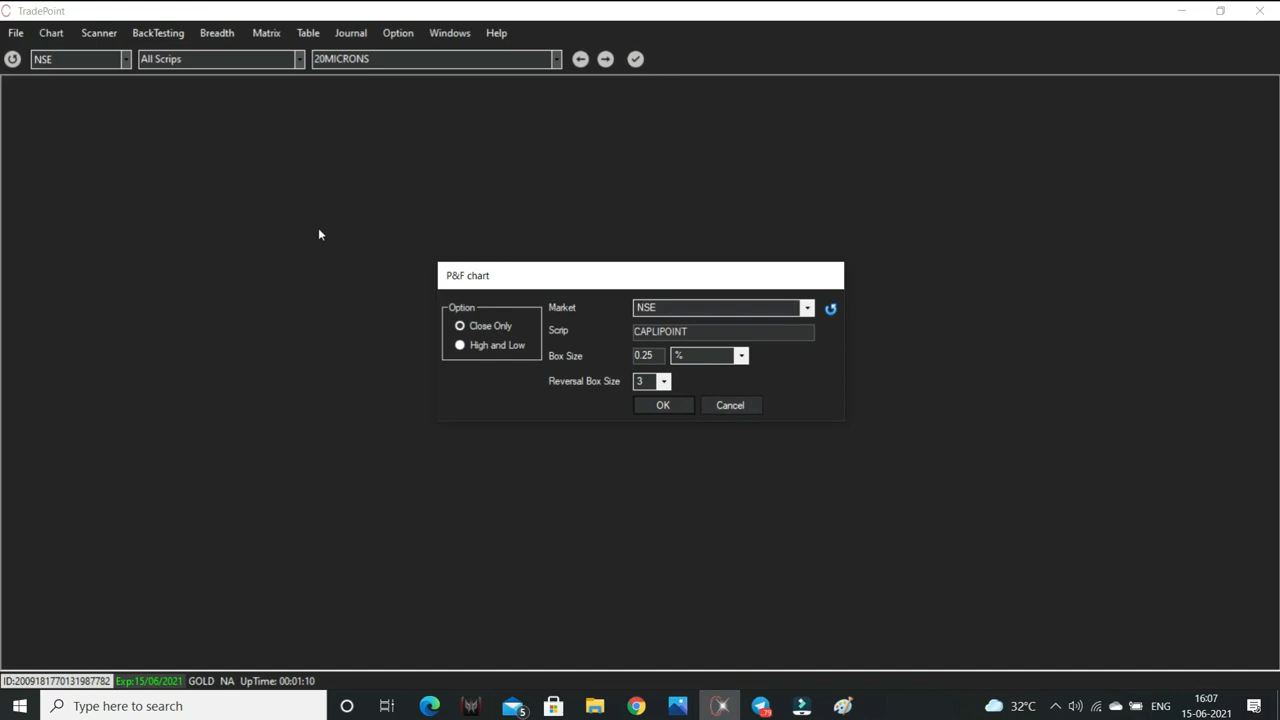 TradePoint
File Chart Scanner BackTesting Breadth Matrix Table Journal Option Windows Help
NSE All Scrips 20MICRONS
P&F chart
Option
Close Only
High and Low
Market NSE
Scrip CAPLIPOINT
Box Size 0.25 %
Reversal Box Size 3
OK Cancel
ID:2009181770131987782 Exp:15/06/2021 GOLD NA UpTime: 00:01:10
Type here to search 5 32°C ENG 16:07
15-06-2021